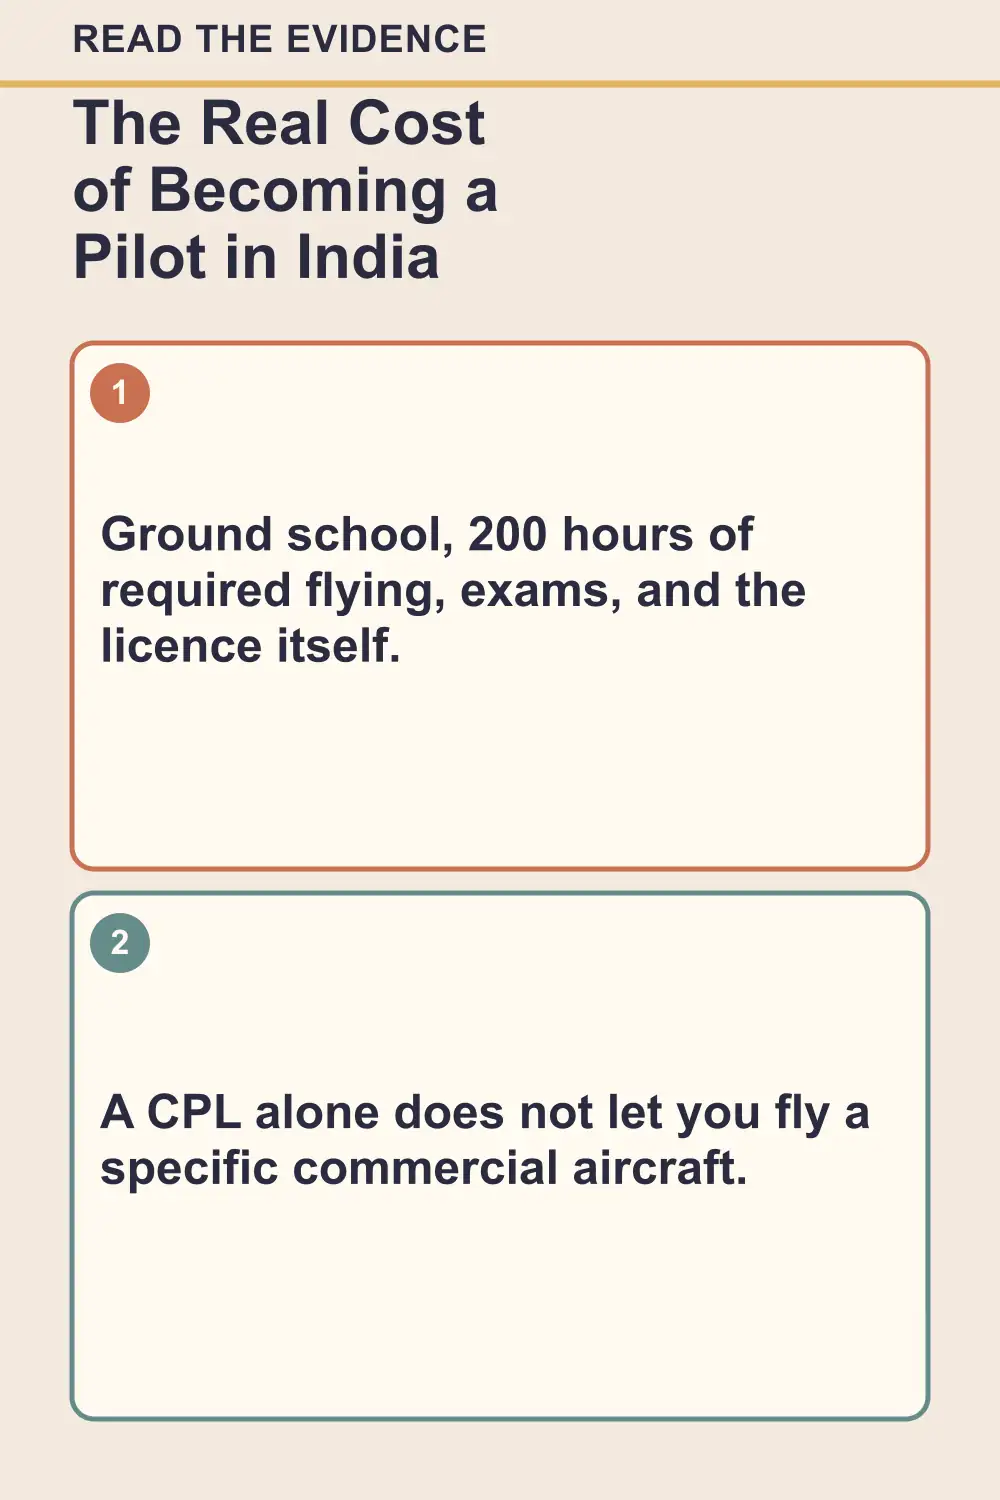 READ THE EVIDENCE
The Real Cost
of Becoming a
Pilot in India
1
Ground school, 200 hours of
required flying, exams, and the
licence itself.
2
A CPL alone does not let you fly a
specific commercial aircraft.